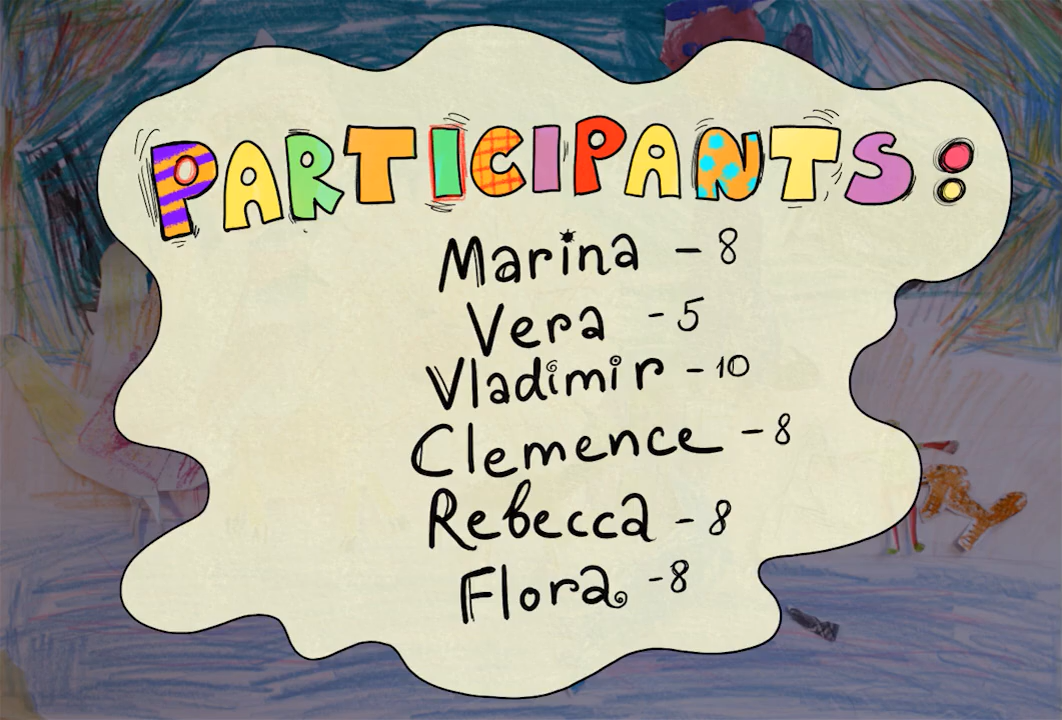 PARTICIPANTS:
Marina - 8
Vera - 5
Vladimir - 10
Clemence - 8
Rebecca - 8
Flora - 8